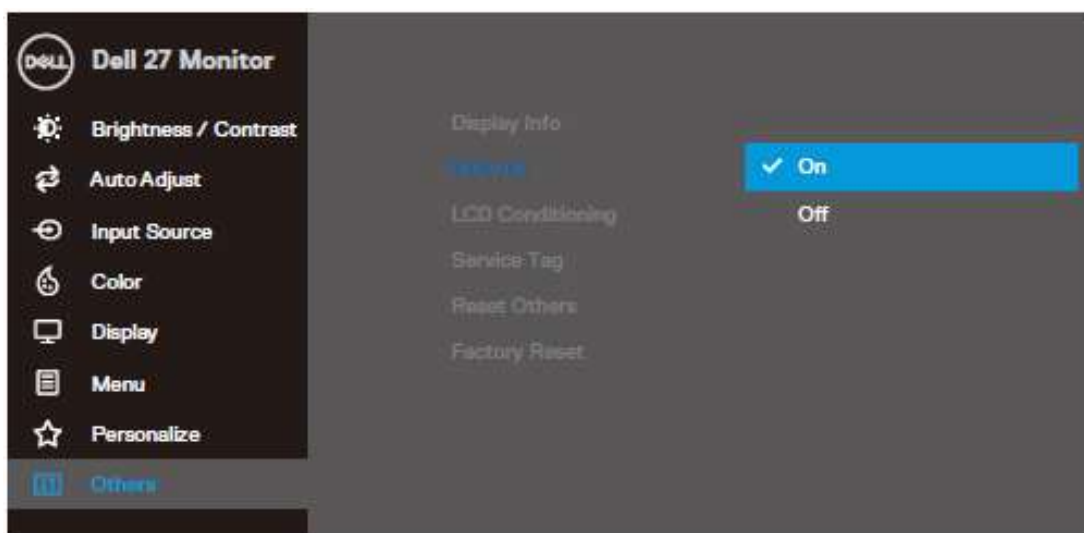 DELL
Dell 27 Monitor
Brightness / Contrast
Auto Adjust
Input Source
Color
Display
Menu
Personalize
Others
Display Info
LCD Conditioning
Service Tag
Reset Others
Factory Reset
On
Off